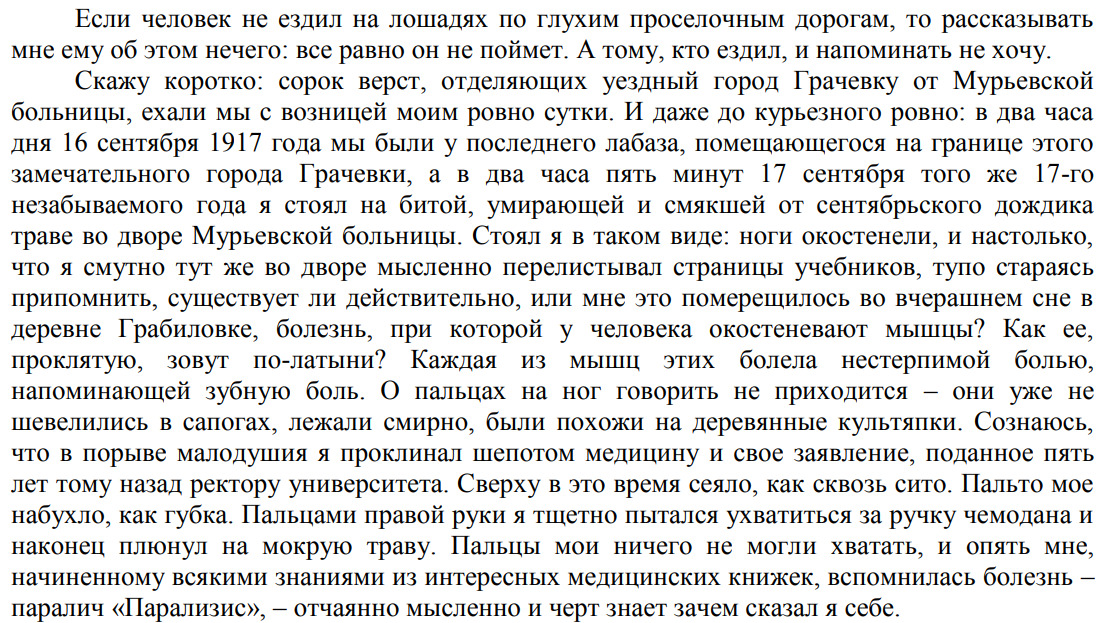 Если человек не ездил на лошадях по глухим проселочным дорогам, то рассказывать
мне ему об этом нечего: все равно он не поймет. А тому, кто ездил, и напоминать не хочу.
Скажу коротко: сорок верст, отделяющих уездный город Грачевку от Мурьевской
больницы, ехали мы с возницей моим ровно сутки. И даже до курьезного ровно: в два часа
дня 16 сентября 1917 года мы были у последнего лабаза, помещающегося на границе этого
замечательного города Грачевки, а в два часа пять минут 17 сентября того же 17-го
незабываемого года я стоял на битой, умирающей и смякшей от сентябрьского дождика
траве во дворе Мурьевской больницы. Стоял я в таком виде: ноги окостенели, и настолько,
что я смутно тут же во дворе мысленно перелистывал страницы учебников, тупо стараясь
припомнить, существует ли действительно, или мне это померещилось во вчерашнем сне в
деревне Грабиловке, болезнь, при которой у человека окостеневают мышцы? Как ее,
проклятую, зовут по-латыни? Каждая из мышц этих болела нестерпимой болью,
напоминающей зубную боль. О пальцах на ног говорить не приходится – они уже не
шевелились в сапогах, лежали смирно, были похожи на деревянные культяпки. Сознаюсь,
что в порыве малодушия я проклинал шепотом медицину и свое заявление, поданное пять
лет тому назад ректору университета. Сверху в это время сеяло, как сквозь сито. Пальто мое
набухло, как губка. Пальцами правой руки я тщетно пытался ухватиться за ручку чемодана и
наконец плюнул на мокрую траву. Пальцы мои ничего не могли хватать, и опять мне,
начиненному всякими знаниями из интересных медицинских книжек, вспомнилась болезнь –
паралич «Парализис», – отчаянно мысленно и черт знает зачем сказал я себе.